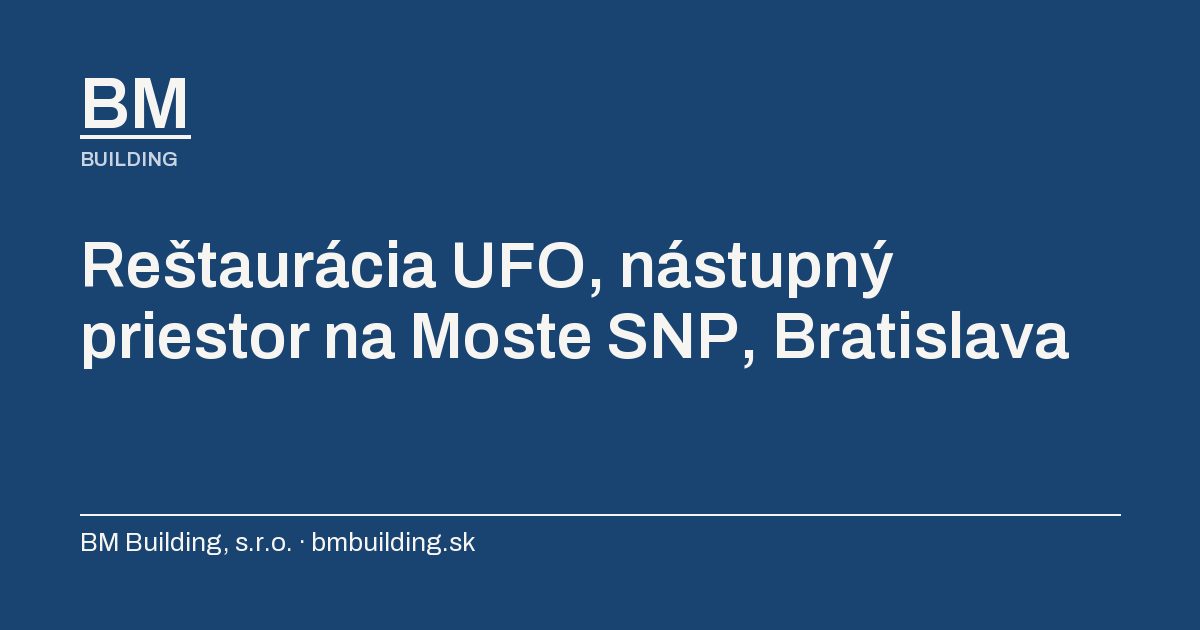 BM
BUILDING
Reštaurácia UFO, nástupný
priestor na Moste SNP, Bratislava
BM Building, s.r.o. · bmbuilding.sk